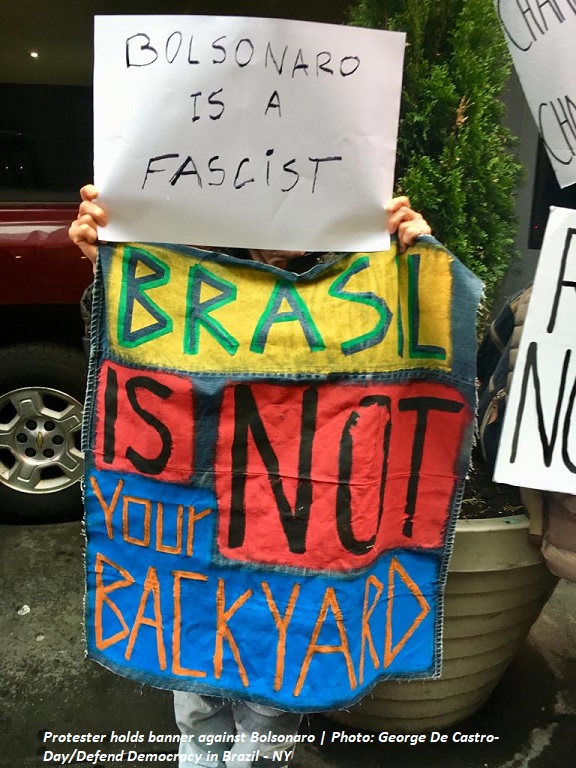 BOLSONARO
IS A
FASCIST
BRASIL
IS NOT
Your
BACKYARD
Protester holds banner against Bolsonaro | Photo: George De Castro-
Day/Defend Democracy in Brazil - NY